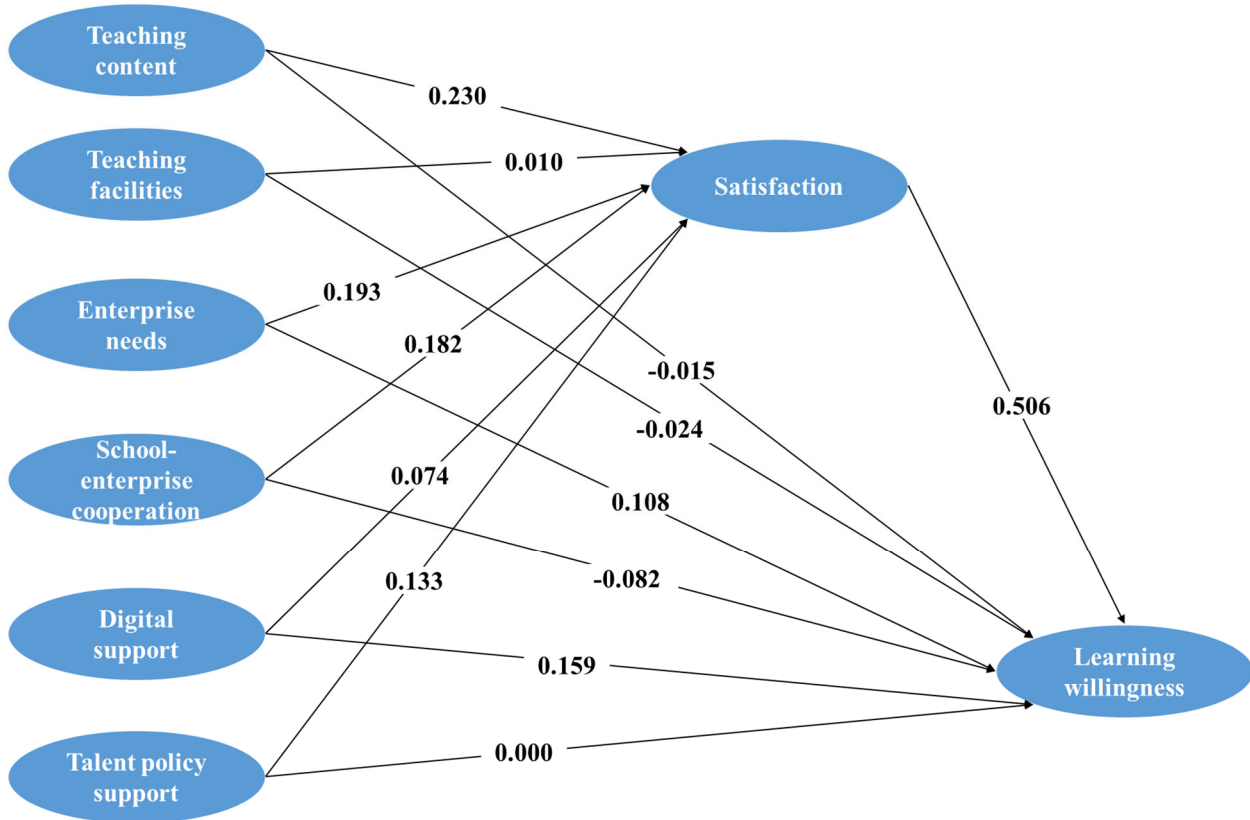 Teaching
content
0.230
Teaching
facilities
0.010
Satisfaction
Enterprise
needs
0.193
0.182
-0.015
0.506
-0.024
School-
enterprise
cooperation
0.074
0.108
0.133
-0.082
Digital
support
0.159
Learning
willingness
Talent policy
support
0.000